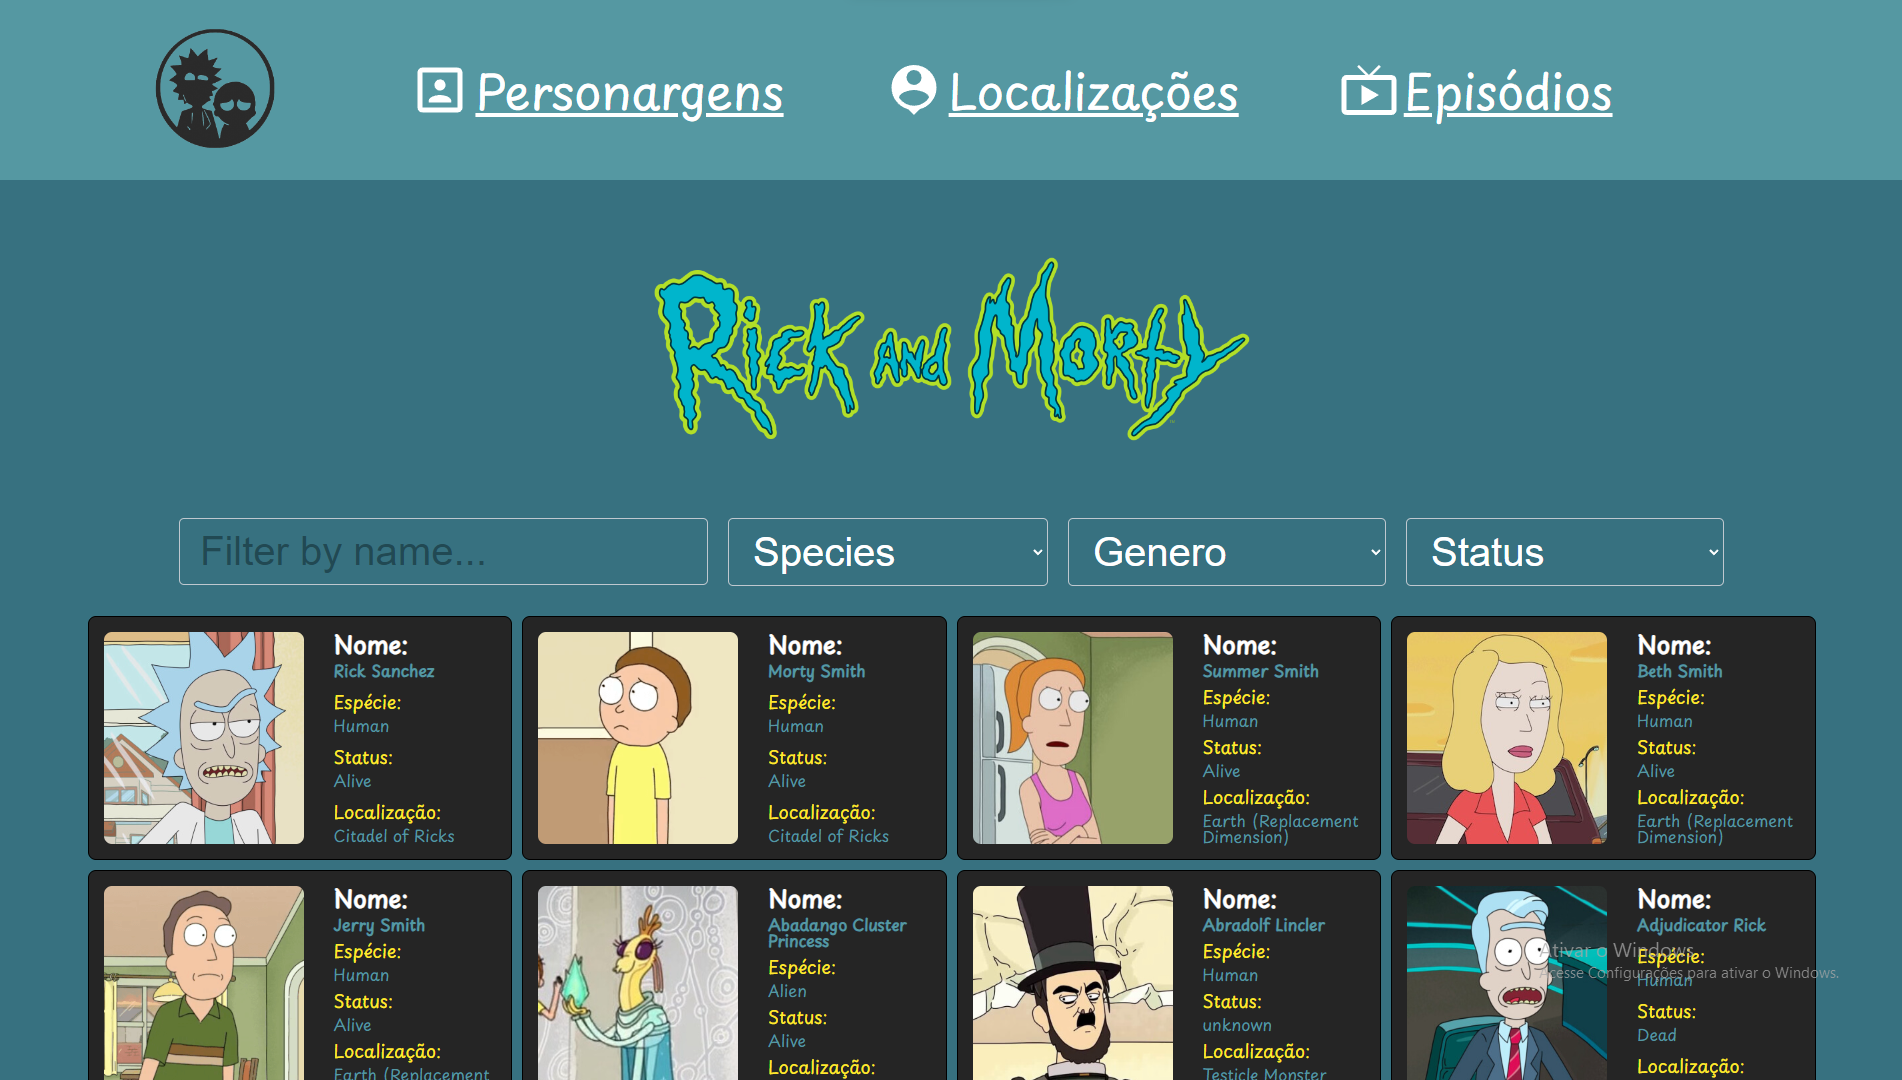 Personargens
Localizações
Episódios
Rick and Morty
Filter by name...
Species
Genero
Status
Nome:
Rick Sanchez
Espécie:
Human
Status:
Alive
Localização:
Citadel of Ricks
Nome:
Morty Smith
Espécie:
Human
Status:
Alive
Localização:
Citadel of Ricks
Nome:
Summer Smith
Espécie:
Human
Status:
Alive
Localização:
Earth (Replacement
Dimension)
Nome:
Beth Smith
Espécie:
Human
Status:
Alive
Localização:
Earth (Replacement
Dimension)
Nome:
Jerry Smith
Espécie:
Human
Status:
Alive
Localização:
Earth (Replacement
Nome:
Abadango Cluster
Princess
Espécie:
Alien
Status:
Alive
Localização:
Nome:
Abradolf Lincler
Espécie:
Human
Status:
unknown
Localização:
Testicle Monster
Nome:
Adjudicator Rick
Espécie:
Human
Status:
Dead
Localização:
Ativar o Windows
Acesse Configurações para ativar o Windows.